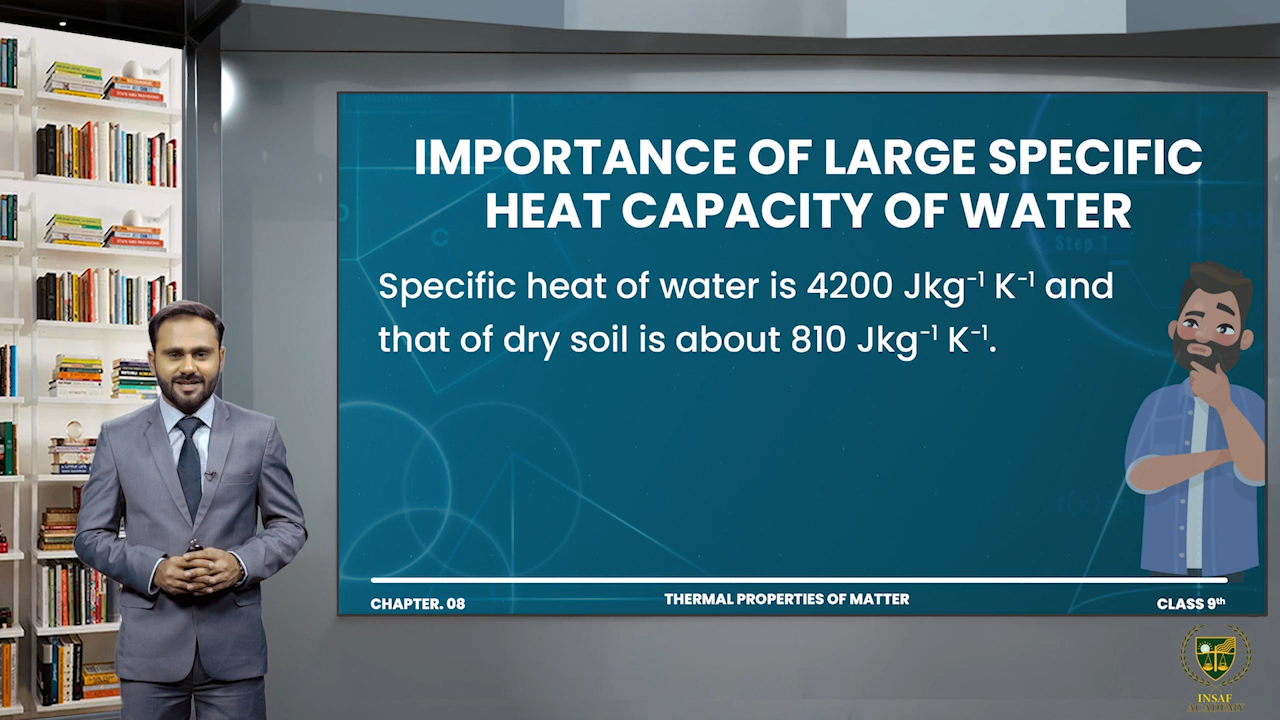 IMPORTANCE OF LARGE SPECIFIC
HEAT CAPACITY OF WATER
Specific heat of water is 4200 Jkg⁻¹ K⁻¹ and
that of dry soil is about 810 Jkg⁻¹ K⁻¹.
CHAPTER. 08
THERMAL PROPERTIES OF MATTER
CLASS 9ᵗʰ
INSAF
ACADEMY